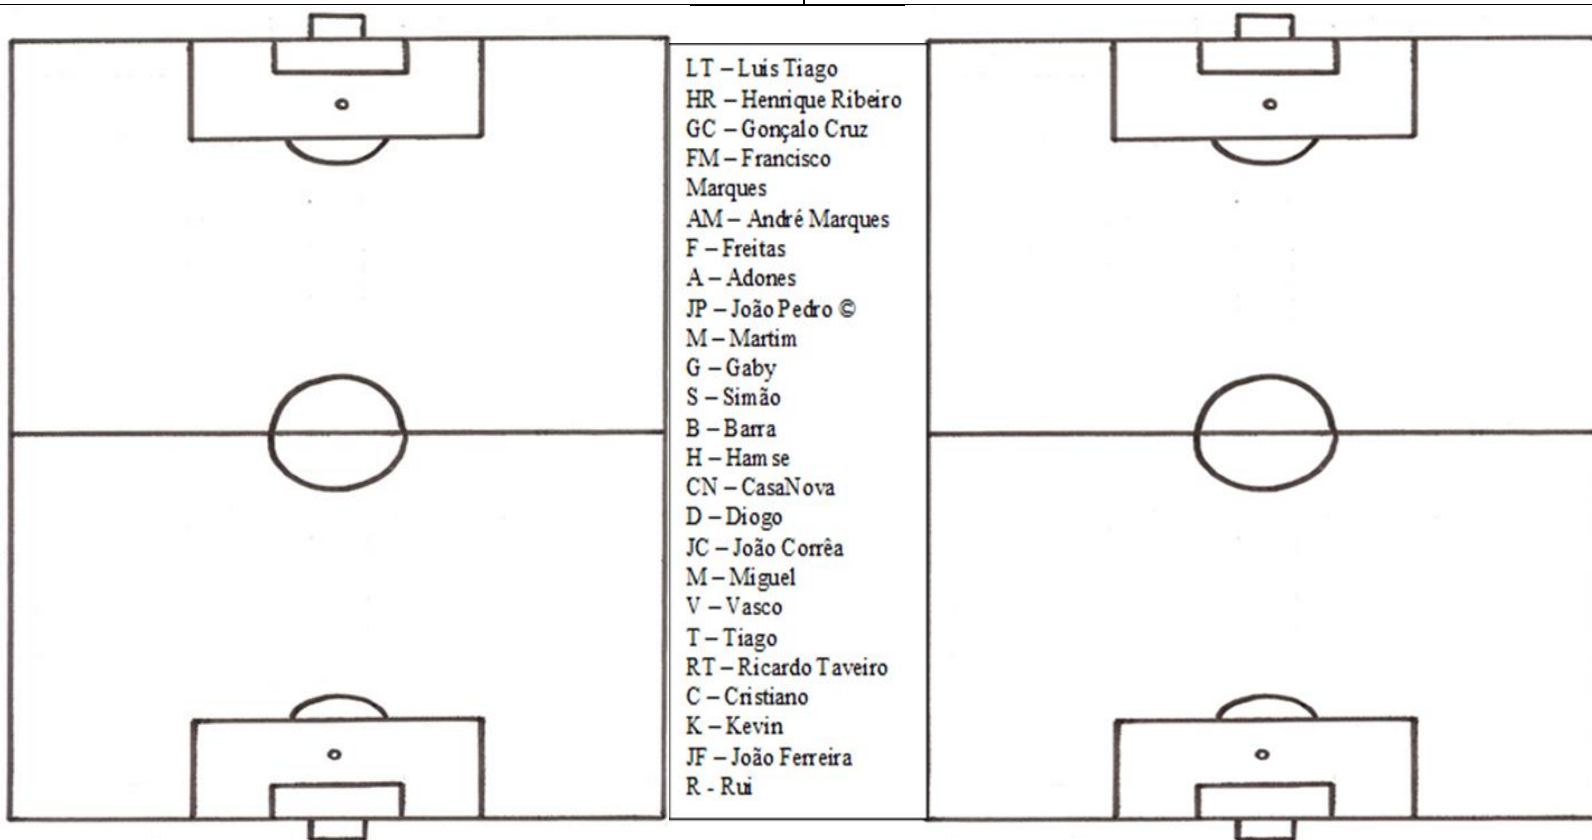 LT – Luis Tiago
HR – Henrique Ribeiro
GC – Gonçalo Cruz
FM – Francisco
Marques
AM – André Marques
F – Freitas
A – Adones
JP – João Pedro ©
M – Martim
G – Gaby
S – Simão
B – Barra
H – Hamse
CN – CasaNova
D – Diogo
JC – João Corrêa
M – Miguel
V – Vasco
T – Tiago
RT – Ricardo Taveiro
C – Cristiano
K – Kevin
JF – João Ferreira
R - Rui